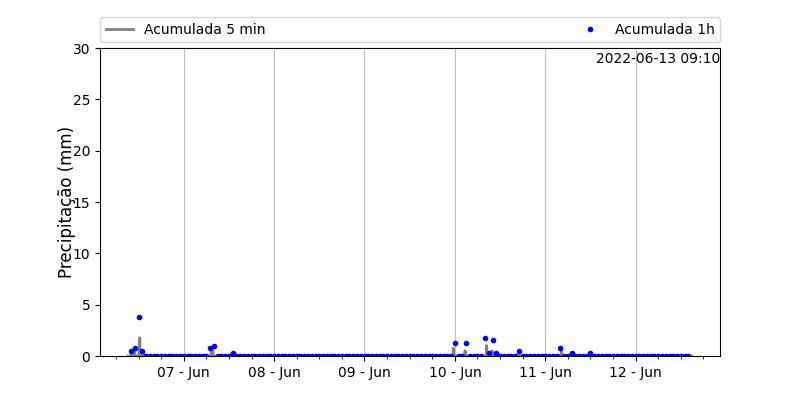 Acumulada 5 min
Acumulada 1h
2022-06-13 09:10
Precipitação (mm)
30
25
20
15
10
5
0
07 - Jun
08 - Jun
09 - Jun
10 - Jun
11 - Jun
12 - Jun